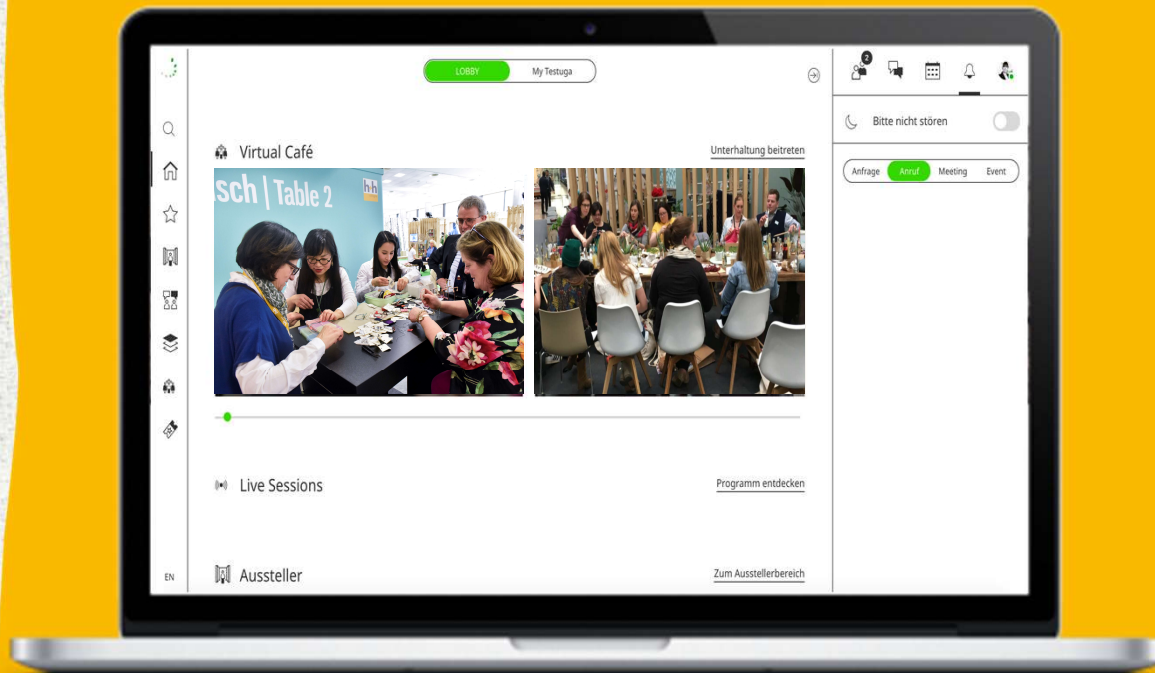 LOBBY
My Testuga
2
Bitte nicht stören
Virtual Café
Unterhaltung beitreten
Anfrage
Anruf
Meeting
Event
sch | Table 2
h+h
Live Sessions
Programm entdecken
EN
Aussteller
Zum Ausstellerbereich